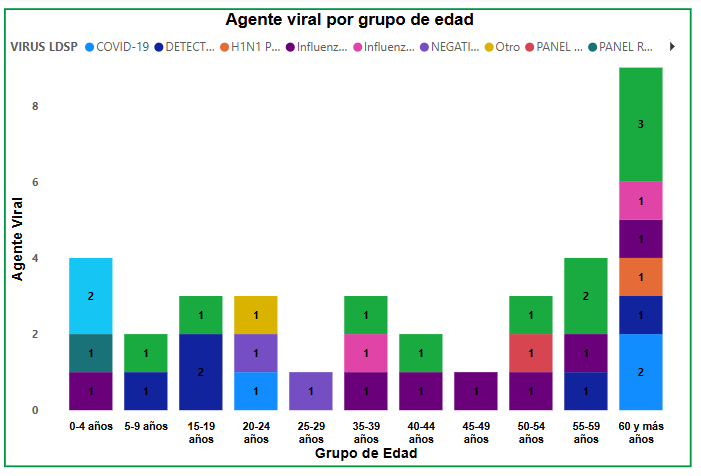 Agente viral por grupo de edad
VIRUS LDSP COVID-19 DETECT... H1N1 P... Influenz... Influenz... NEGATI... Otro PANEL ... PANEL R...
Agente Viral
8
6
4
2
0
2
1
1
1
1
1
2
1
1
1
1
1
1
1
1
1
1
1
1
1
2
1
1
3
1
1
1
1
2
0-4 años
5-9 años
15-19 años
20-24 años
25-29 años
35-39 años
40-44 años
45-49 años
50-54 años
55-59 años
60 y más años
Grupo de Edad